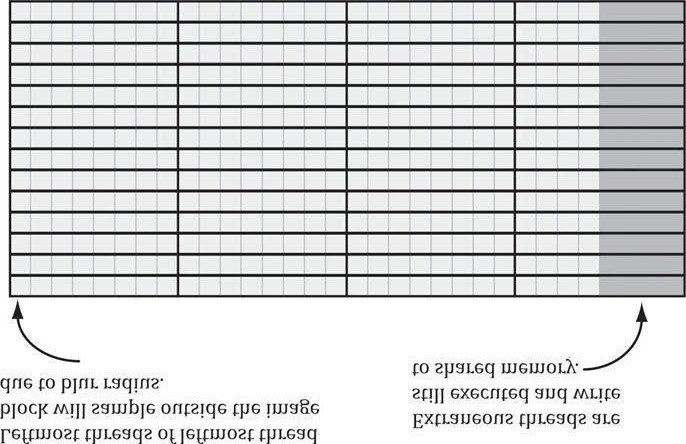 Leftmost threads of leftmost thread
block will sample outside the image
due to blur radius.
Extraneous threads are
still executed and write
to shared memory.